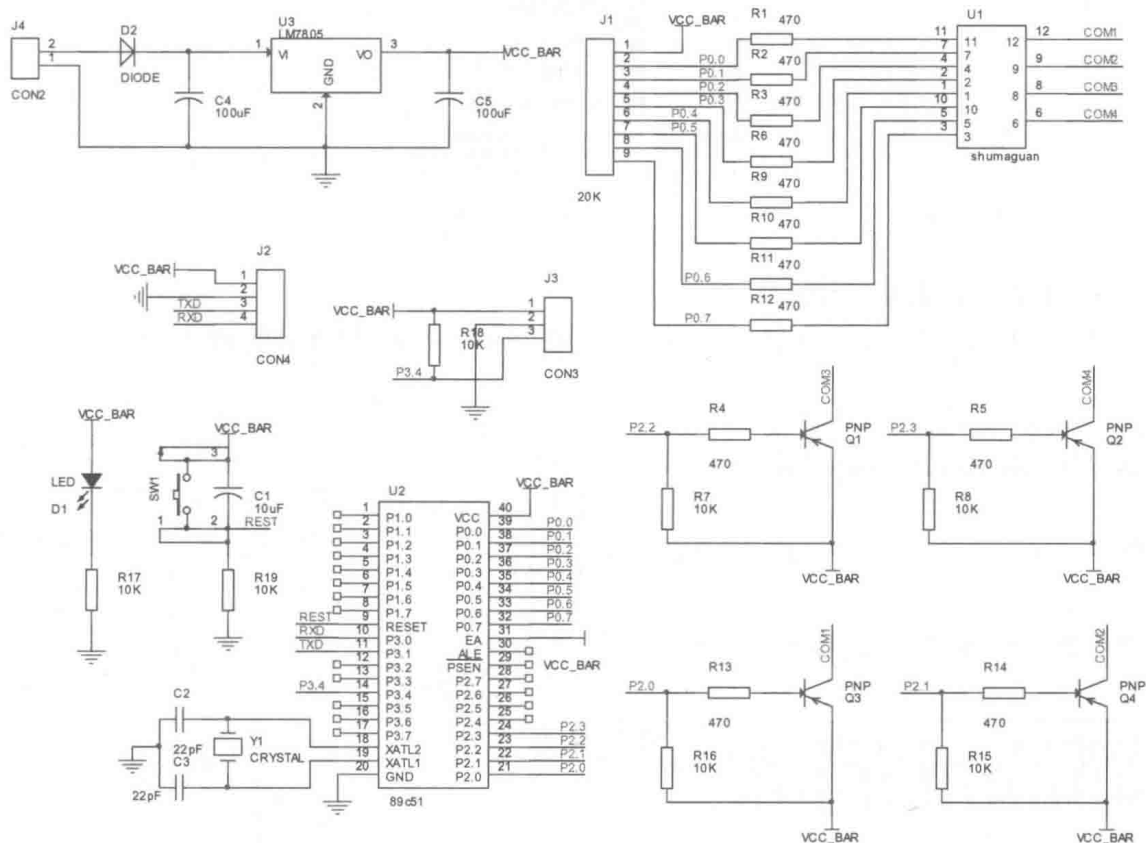 J4
2
1
CON2
D2
DIODE
U3
LM7805
1
VI
VO
3
GND
2
C4
100uF
C5
100uF
VCC_BAR
J1
VCC_BAR
1
2
3
4
5
6
7
8
9
20K
P0.0
P0.1
P0.2
P0.3
P0.4
P0.5
P0.6
P0.7
R1
470
R2
470
R3
470
R6
470
R9
470
R10
470
R11
470
R12
470
U1
11
7
4
2
1
10
5
3
11
7
4
2
1
10
5
3
12
9
8
6
12
9
8
6
COM1
COM2
COM3
COM4
shumaguan
J2
VCC_BAR
1
2
TXD
3
RXD
4
CON4
J3
VCC_BAR
1
2
3
R18
10K
P3.4
CON3
VCC_BAR
LED
D1
R17
10K
VCC_BAR
4
3
SW1
C1
10uF
1
2
REST
R19
10K
U2
VCC_BAR
1 P1.0
2 P1.1
3 P1.2
4 P1.3
5 P1.4
6 P1.5
7 P1.6
8 P1.7
REST 9 RESET
RXD 10 P3.0
TXD 11 P3.1
12 P3.2
13 P3.3
P3.4 14 P3.4
15 P3.5
16 P3.6
17 P3.7
18 XATL2
19 XATL1
20 GND
VCC 40
P0.0 39 P0.0
P0.1 38 P0.1
P0.2 37 P0.2
P0.3 36 P0.3
P0.4 35 P0.4
P0.5 34 P0.5
P0.6 33 P0.6
P0.7 32 P0.7
EA 31
VCC_BAR
ALE 30
PSEN 29
P2.7 28
P2.6 27
P2.5 26
P2.4 25
P2.3 24 P2.3
P2.2 23 P2.2
P2.1 22 P2.1
P2.0 21 P2.0
89c51
C2
22pF
C3
22pF
Y1
CRYSTAL
COM3
P2.2
R4
470
PNP
Q1
R7
10K
VCC_BAR
COM4
P2.3
R5
470
PNP
Q2
R8
10K
VCC_BAR
COM1
P2.0
R13
470
PNP
Q3
R16
10K
VCC_BAR
COM2
P2.1
R14
470
PNP
Q4
R15
10K
VCC_BAR